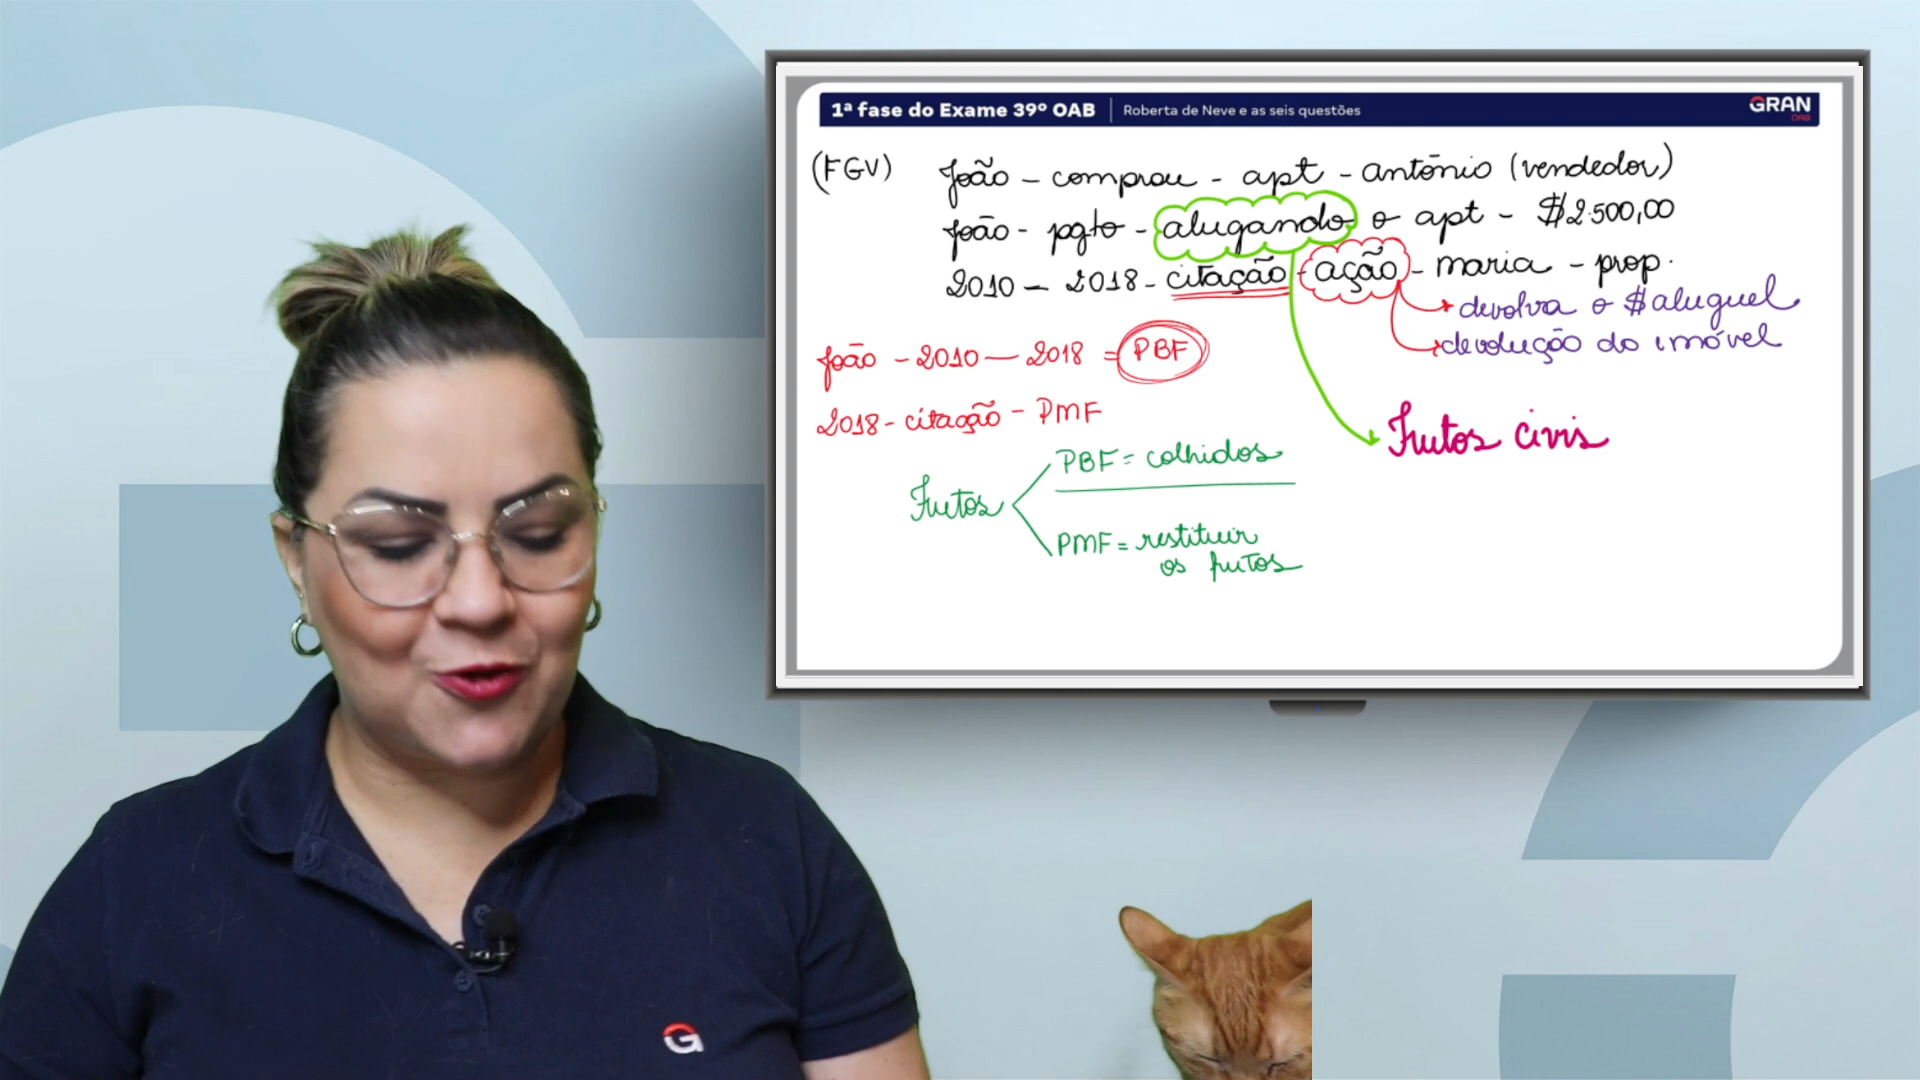 1ª fase do Exame 39º OAB | Roberta de Neve e as seis questões
GRAN
OAB
(FGV) João - comprou - apt - antônio (vendedor)
João - pgto - alugando o apt - $2.500,00
2010 - 2018 - citação - ação - maria - prop.
devolva o $ aluguel
devolução do imóvel
João - 2010 - 2018 = PBF
2018 - citação - PMF
Frutos civis
Frutos
PBF = colhidos
PMF = restituir
os frutos
G